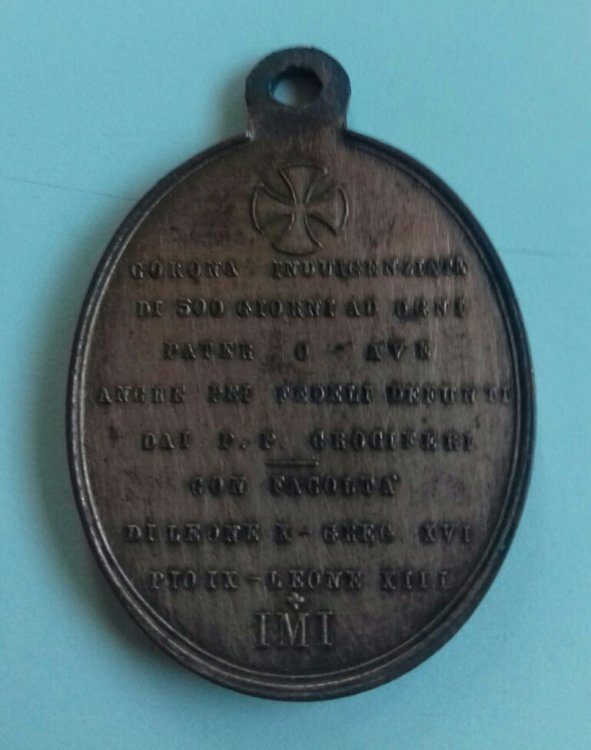 CORONA INDULGENZIATA
DI 500 GIORNI AD OGNI
PATER O AVE
ANCHE PEI FEDELI DEFUNTI
DAI P.P. CROCIFERI
CON FACOLTA'
DI LEONE X - GREG XVI
PIO IX - LEONE XIII
IMI